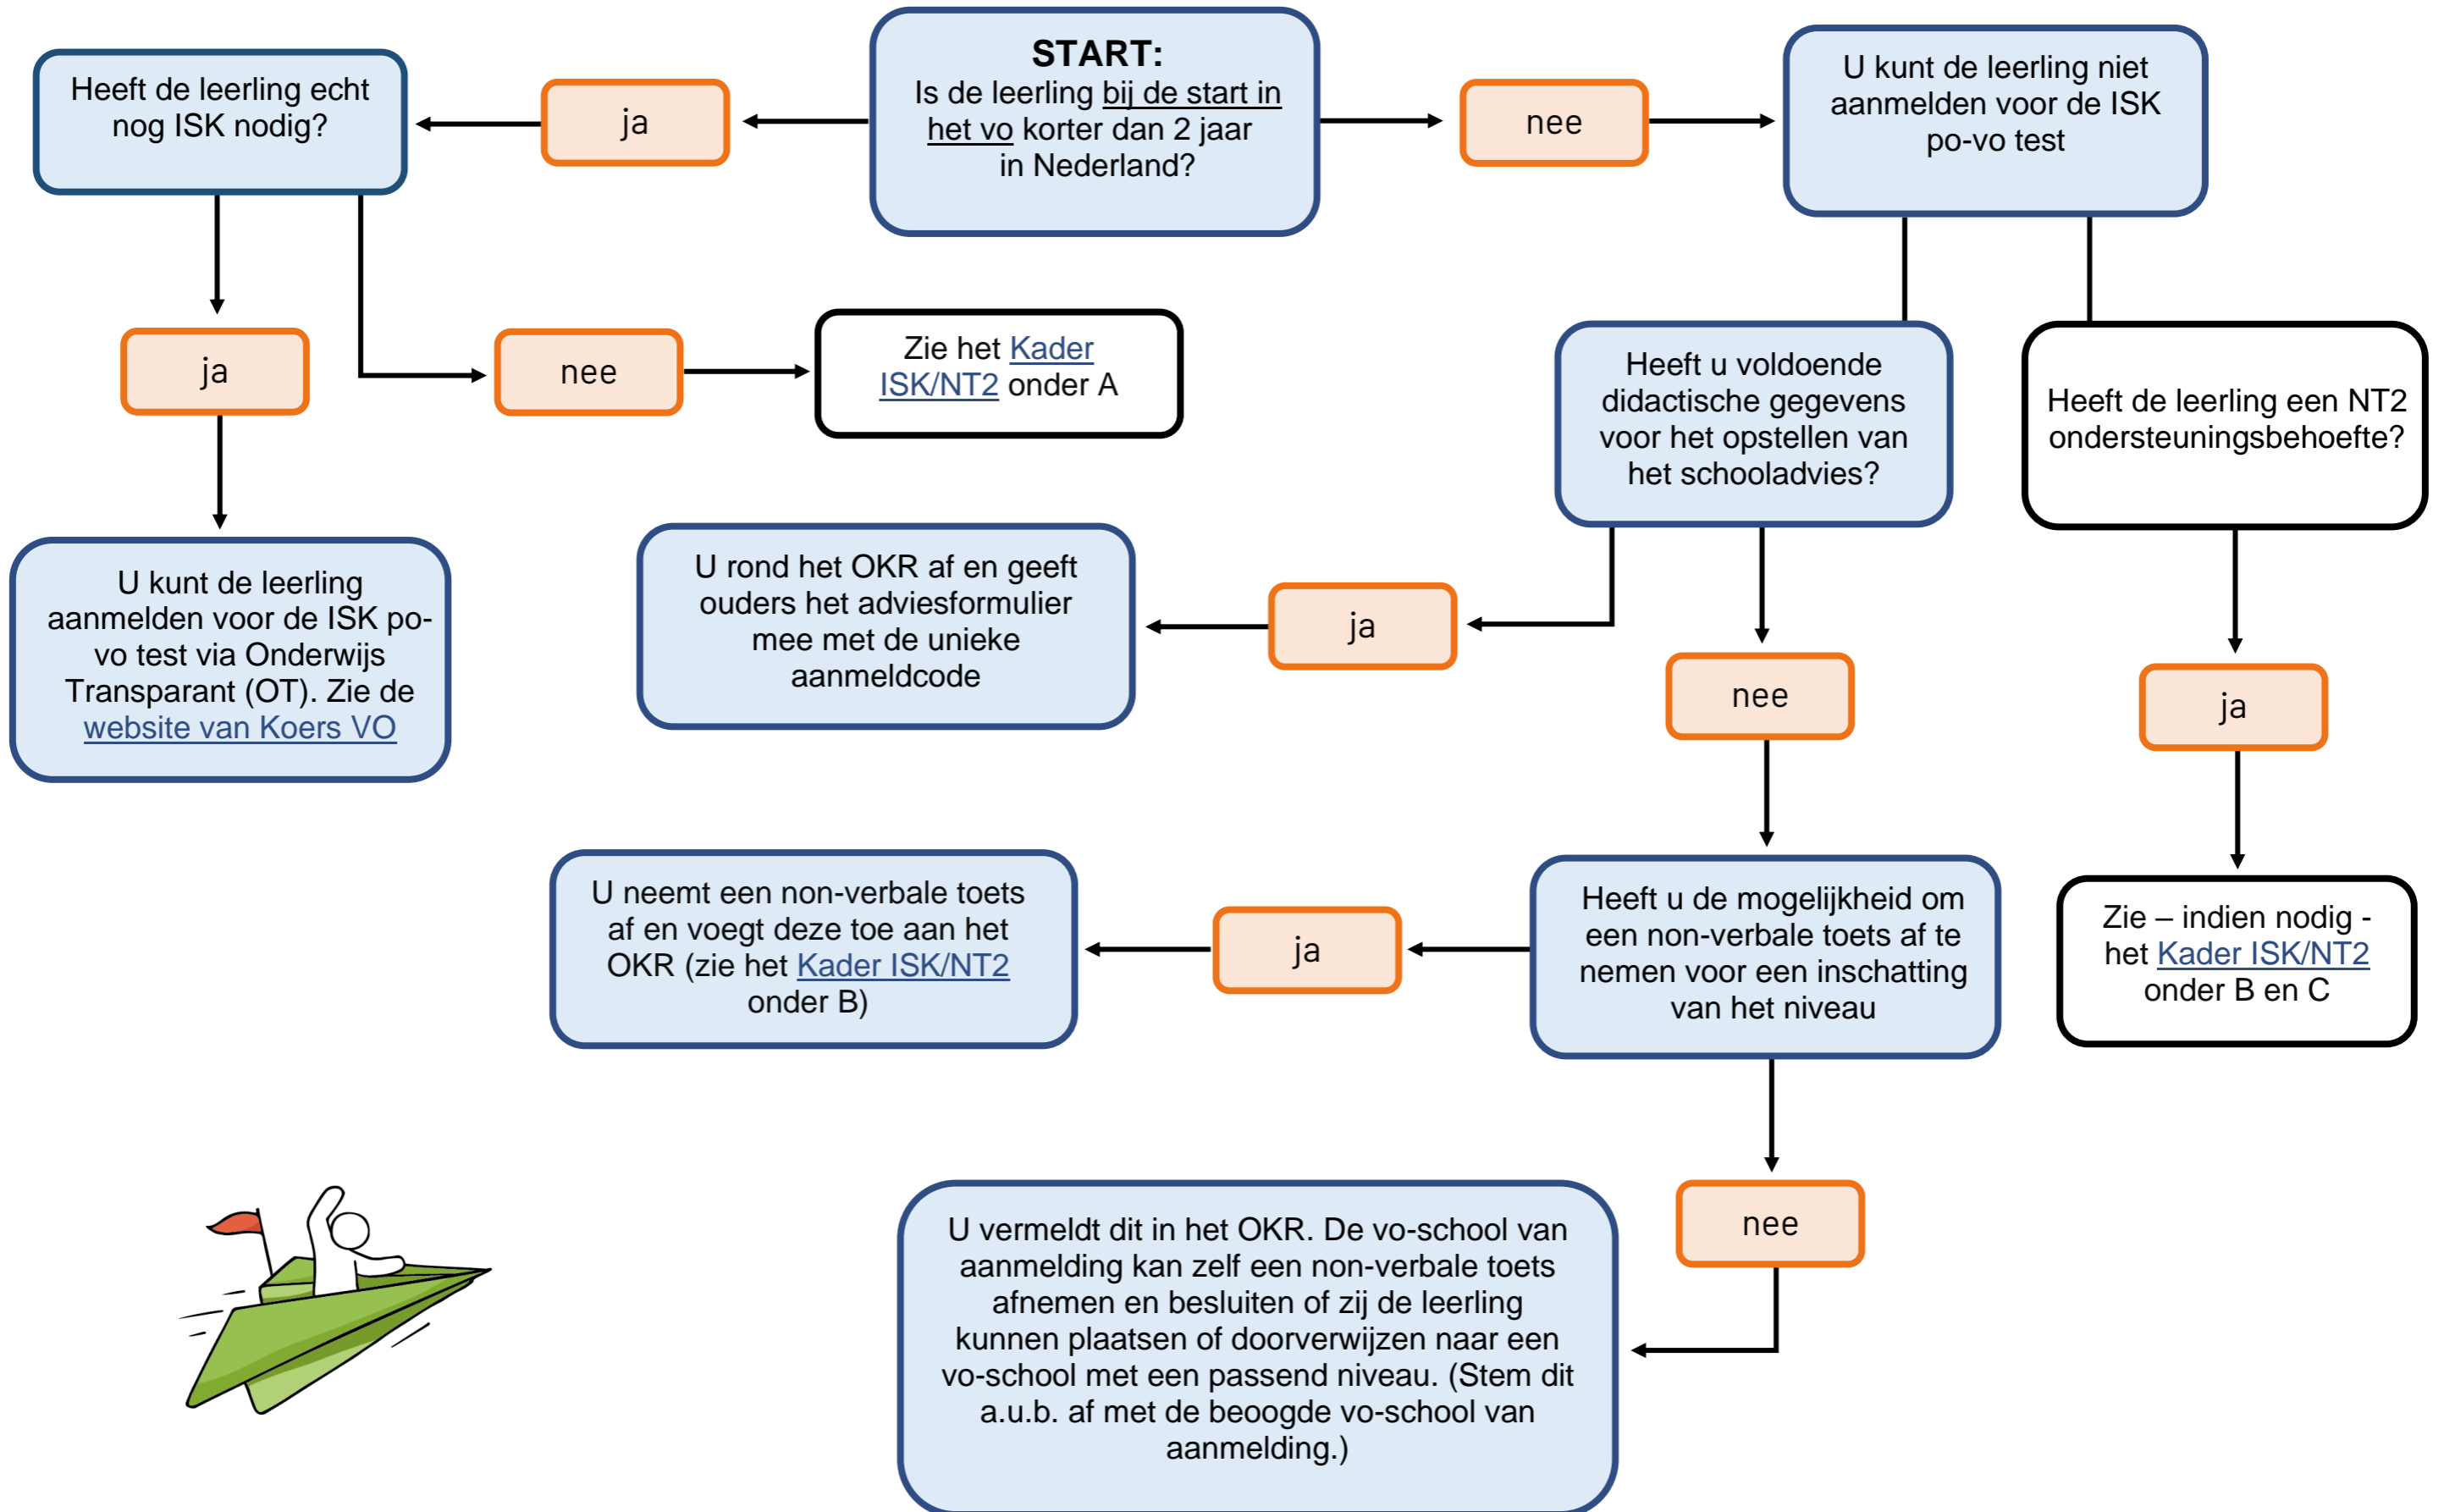 START:
Is de leerling bij de start in
het vo korter dan 2 jaar
in Nederland?
ja
Heeft de leerling echt
nog ISK nodig?
nee
U kunt de leerling niet
aanmelden voor de ISK
po-vo test
ja
nee
Zie het Kader
ISK/NT2 onder A
Heeft u voldoende
didactische gegevens
voor het opstellen van
het schooladvies?
Heeft de leerling een NT2
ondersteuningsbehoefte?
U kunt de leerling
aanmelden voor de ISK po-
vo test via Onderwijs
Transparant (OT). Zie de
website van Koers VO
U rond het OKR af en geeft
ouders het adviesformulier
mee met de unieke
aanmeldcode
ja
nee
ja
U neemt een non-verbale toets
af en voegt deze toe aan het
OKR (zie het Kader ISK/NT2
onder B)
ja
Heeft u de mogelijkheid om
een non-verbale toets af te
nemen voor een inschatting
van het niveau
Zie – indien nodig -
het Kader ISK/NT2
onder B en C
nee
U vermeldt dit in het OKR. De vo-school van
aanmelding kan zelf een non-verbale toets
afnemen en besluiten of zij de leerling
kunnen plaatsen of doorverwijzen naar een
vo-school met een passend niveau. (Stem dit
a.u.b. af met de beoogde vo-school van
aanmelding.)